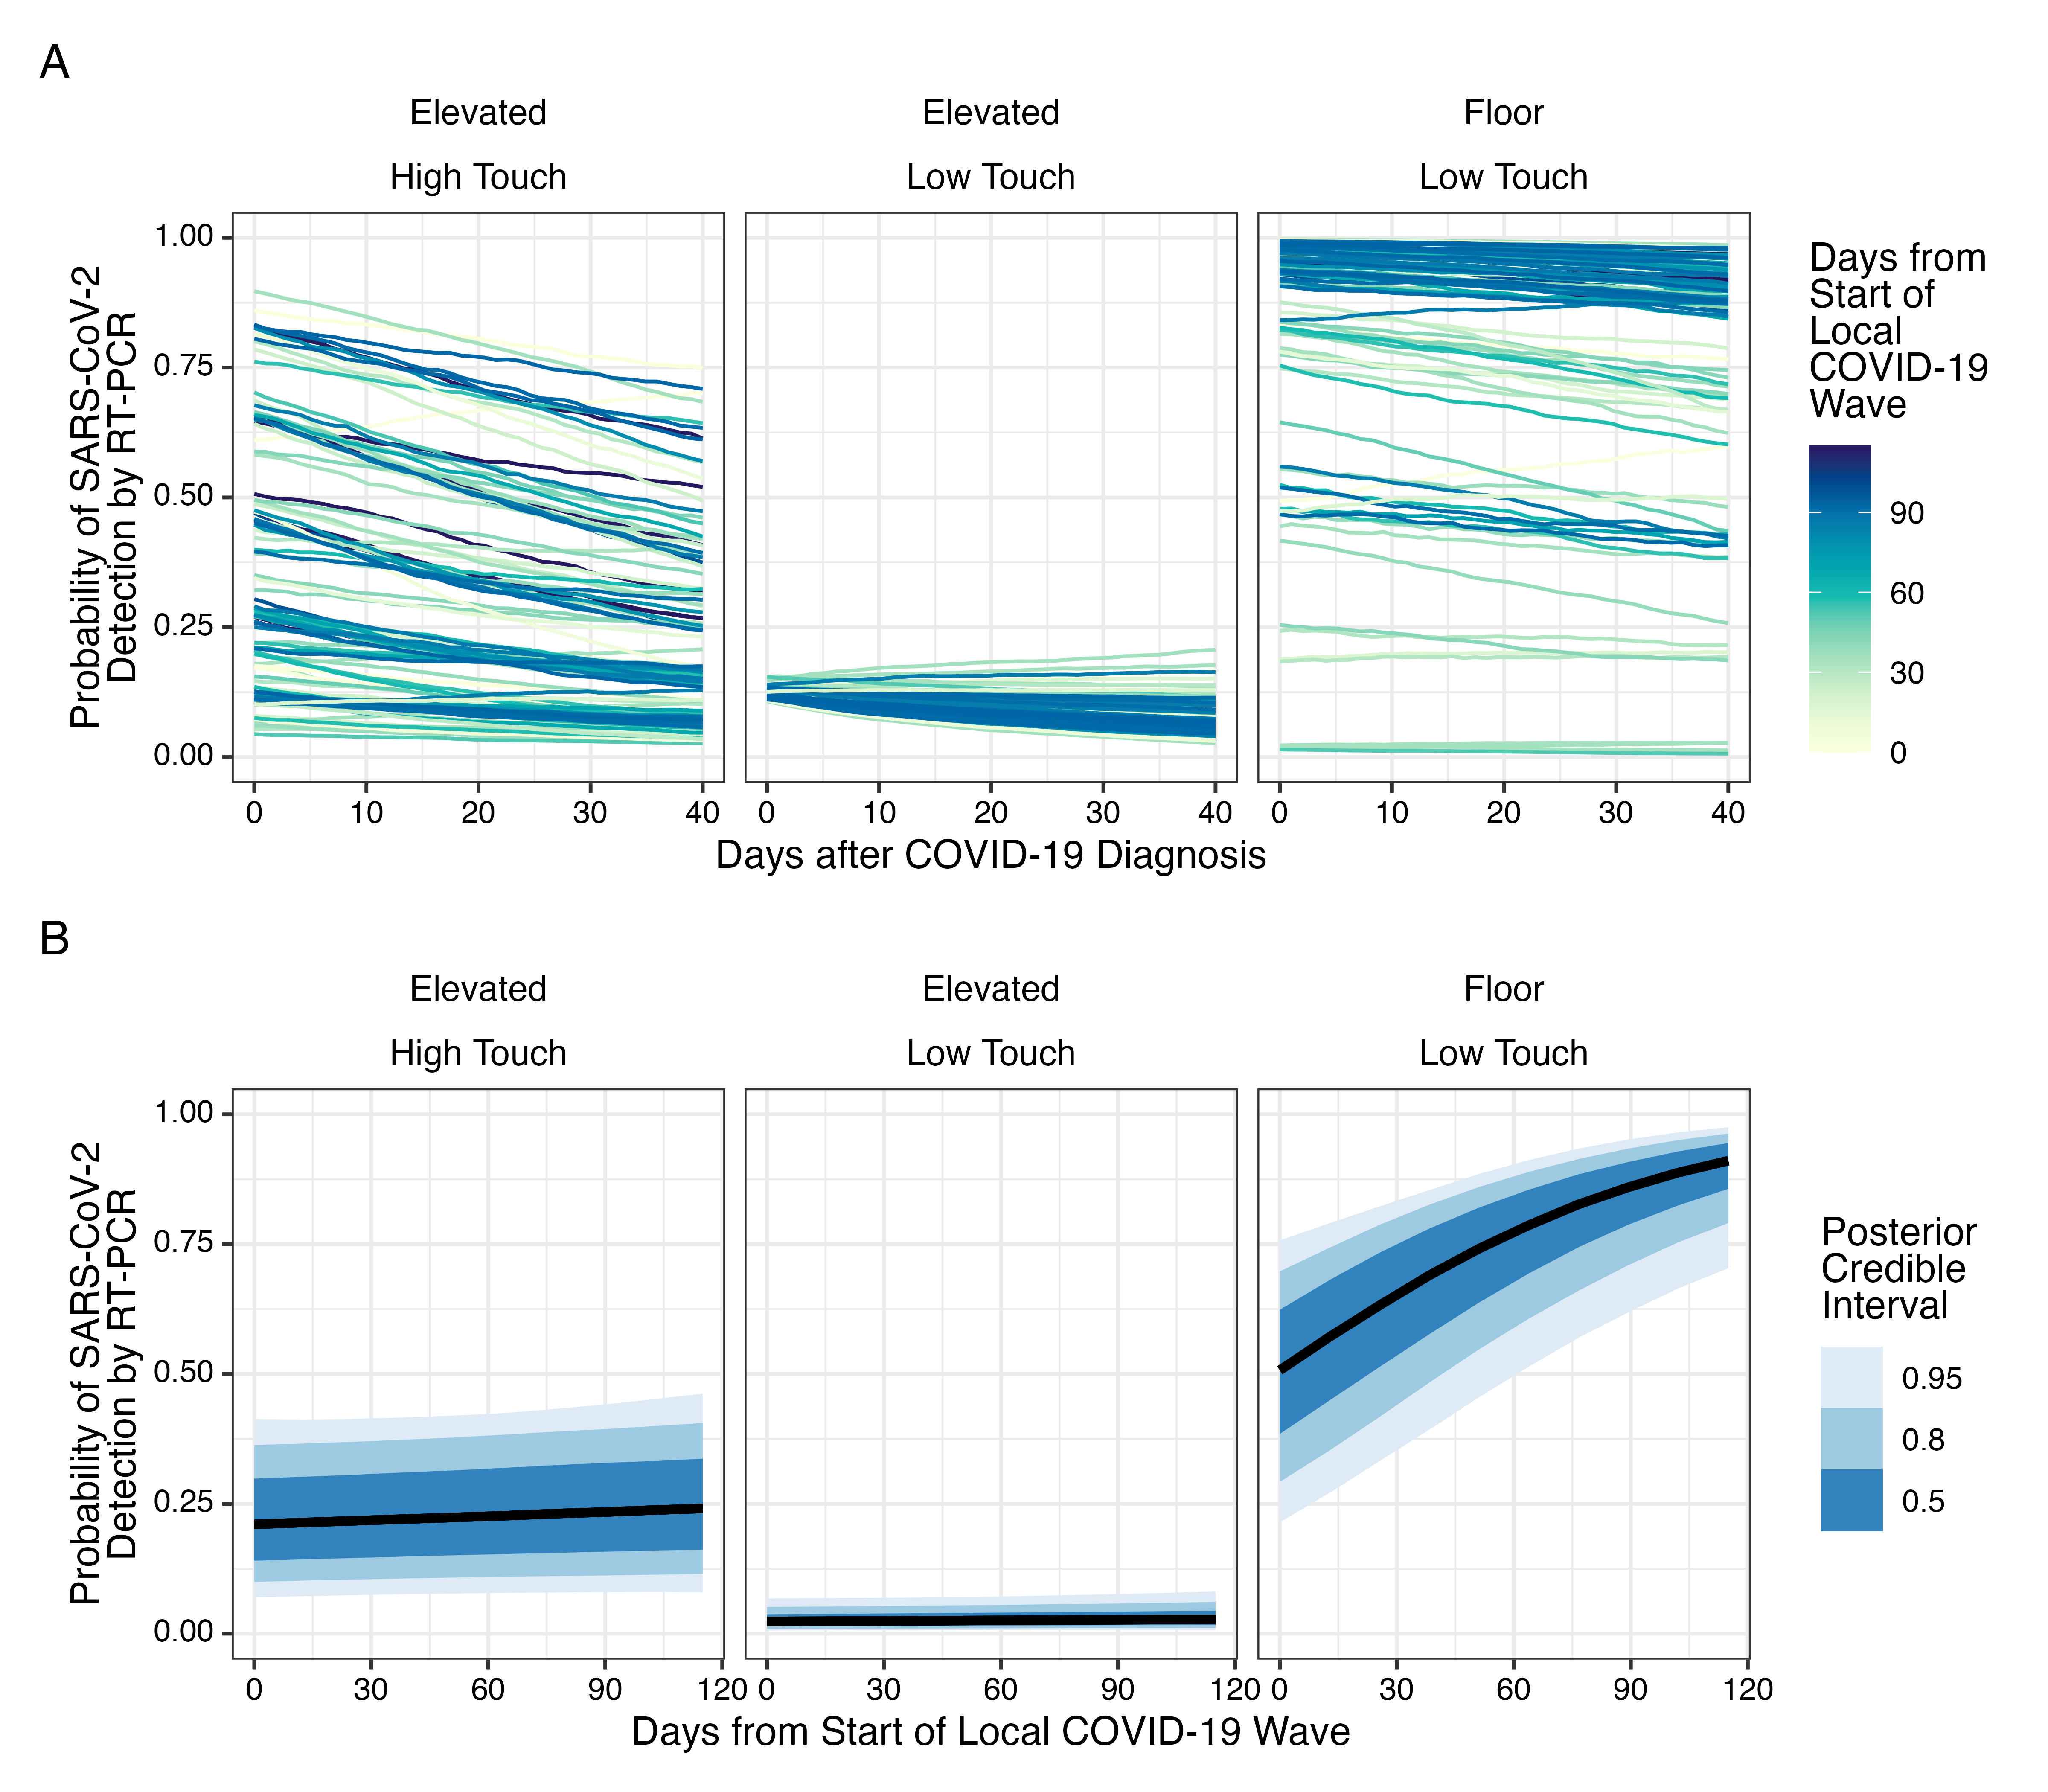 A
Elevated
Elevated
Floor
High Touch
Low Touch
Low Touch
Probability of SARS-CoV-2
Detection by RT-PCR
1.00
0.75
0.50
0.25
0.00
0 10 20 30 40
0 10 20 30 40
0 10 20 30 40
Days after COVID-19 Diagnosis
Days from
Start of
Local
COVID-19
Wave
90
60
30
0
B
Elevated
Elevated
Floor
High Touch
Low Touch
Low Touch
Probability of SARS-CoV-2
Detection by RT-PCR
1.00
0.75
0.50
0.25
0.00
0 30 60 90 120
0 30 60 90 120
0 30 60 90 120
Days from Start of Local COVID-19 Wave
Posterior
Credible
Interval
0.95
0.8
0.5